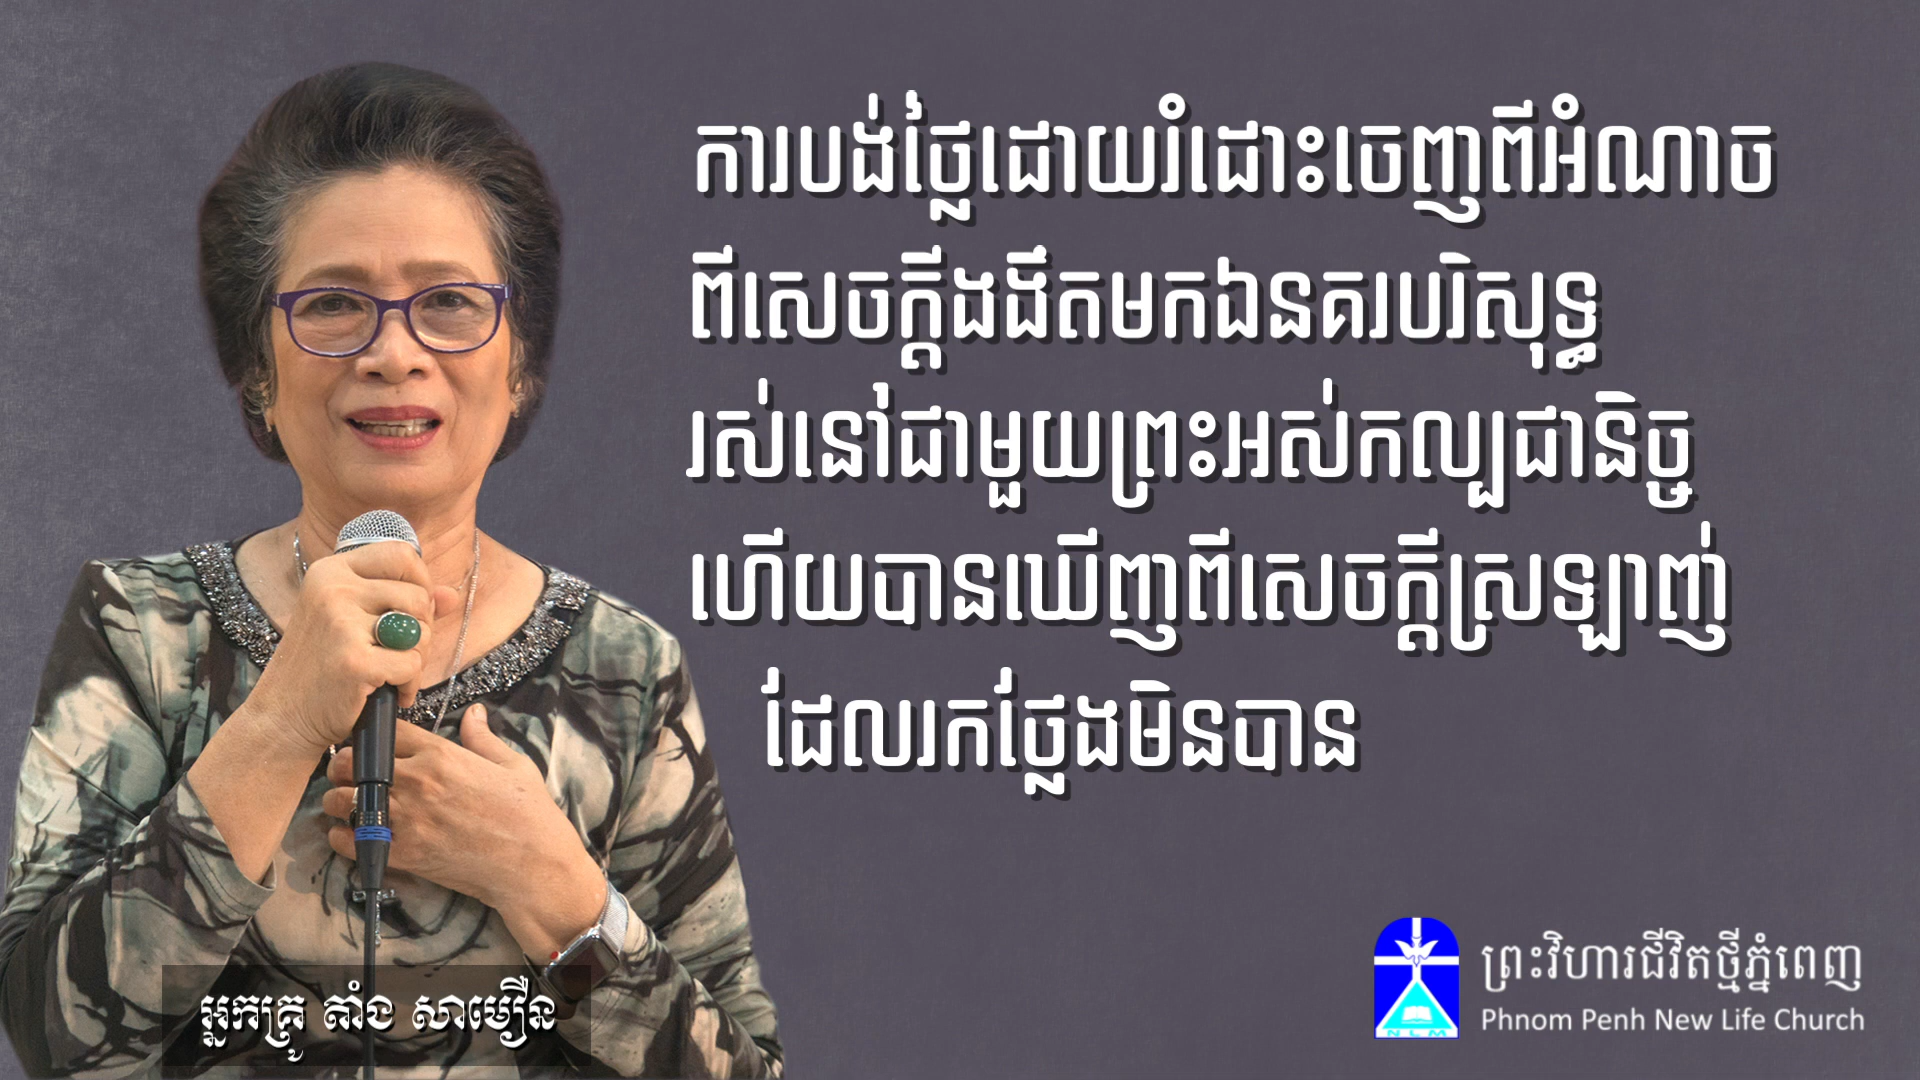 ការបង់ថ្លៃដោយរំដោះចេញពីអំណាច
ពីសេចក្ដីងងឹតមកឯនគរបរិសុទ្ធ
រស់នៅជាមួយព្រះអស់កល្បជានិច្ច
ហើយបានឃើញពីសេចក្ដីស្រឡាញ់
ដែលរកថ្លែងមិនបាន
អ្នកគ្រូ តាំង សាមឿន
ព្រះវិហារជីវិតថ្មីភ្នំពេញ
Phnom Penh New Life Church
NLM